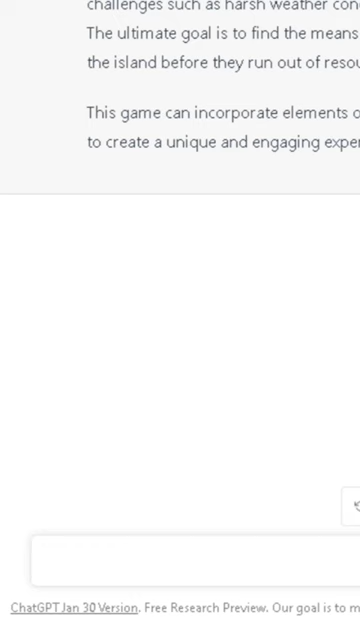 challenges such as harsh weather con
The ultimate goal is to find the means
the island before they run out of resou
This game can incorporate elements o
to create a unique and engaging exper
ChatGPT Jan 30 Version. Free Research Preview. Our goal is to m